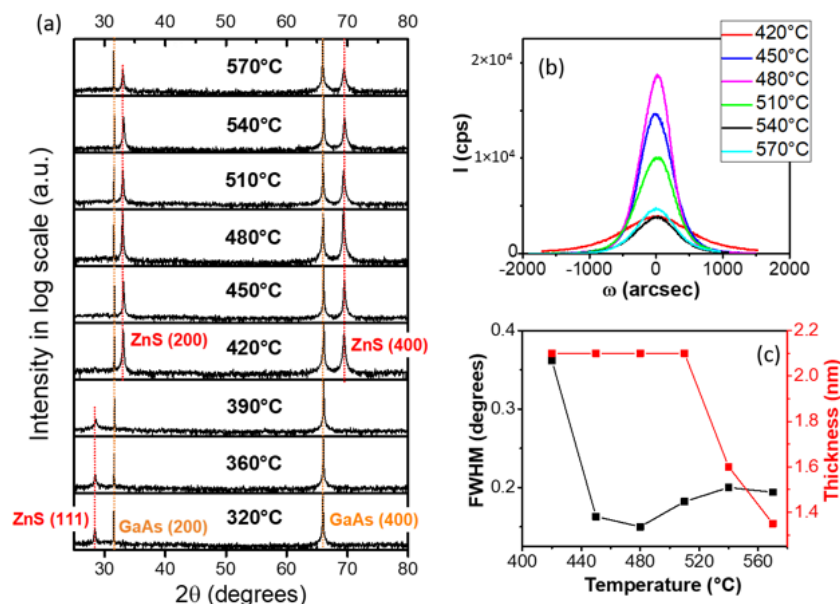 (a)
20 30 40 50 60 70 80
570°C
540°C
510°C
480°C
450°C
ZnS (200)
ZnS (400)
420°C
390°C
360°C
320°C
ZnS (111)
GaAs (200)
GaAs (400)
30 40 50 60 70 80
2θ (degrees)
Intensity in log scale (a.u.)
(b)
2×10⁴
1×10⁴
0
I (cps)
-2000 -1000 0 1000 2000
ω (arcsec)
420°C
450°C
480°C
510°C
540°C
570°C
(c)
0.4
0.3
0.2
FWHM (degrees)
2.2
2.0
1.8
1.6
1.4
Thickness (nm)
400 440 480 520 560
Temperature (°C)